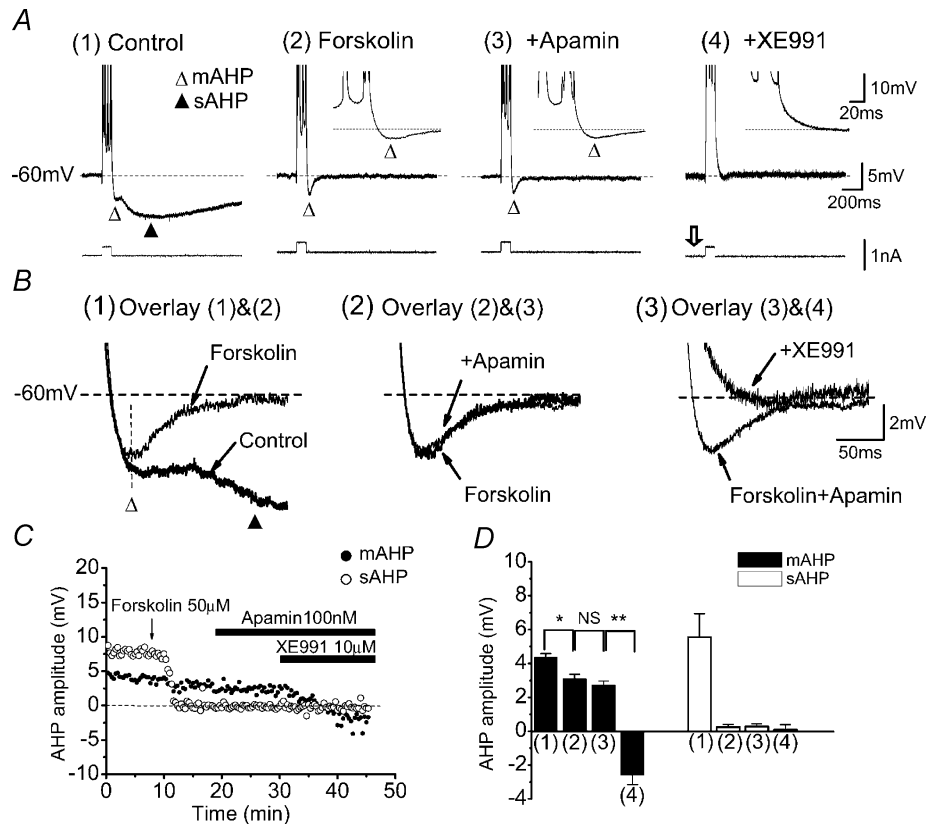 A
(1) Control
(2) Forskolin
(3) +Apamin
(4) +XE991
△ mAHP
▲ sAHP
10mV
20ms
-60mV
5mV
200ms
1nA
B
(1) Overlay (1)&(2)
(2) Overlay (2)&(3)
(3) Overlay (3)&(4)
Forskolin
+Apamin
+XE991
-60mV
Control
2mV
50ms
Forskolin
Forskolin+Apamin
C
● mAHP
○ sAHP
Forskolin 50µM
Apamin100nM
XE991 10µM
AHP amplitude (mV)
20
15
10
5
0
-5
-10
0 10 20 30 40 50
Time (min)
D
mAHP
sAHP
AHP amplitude (mV)
10
8
6
4
2
0
-2
-4
* NS **
(1) (2) (3) (4)
(1) (2) (3) (4)